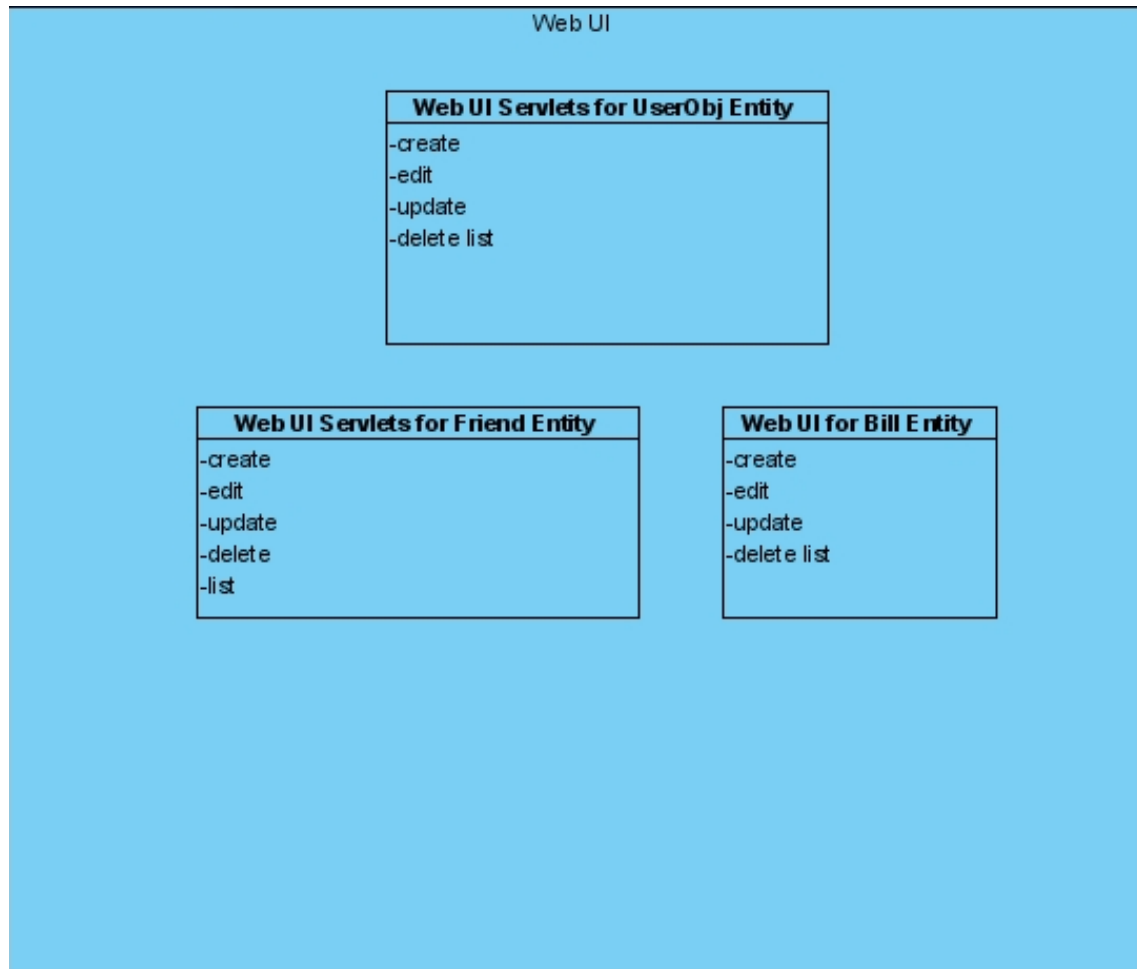 Web UI
Web UI Servlets for UserObj Entity
-create
-edit
-update
-delete list
Web UI Servlets for Friend Entity
-create
-edit
-update
-delete
-list
Web UI for Bill Entity
-create
-edit
-update
-delete list